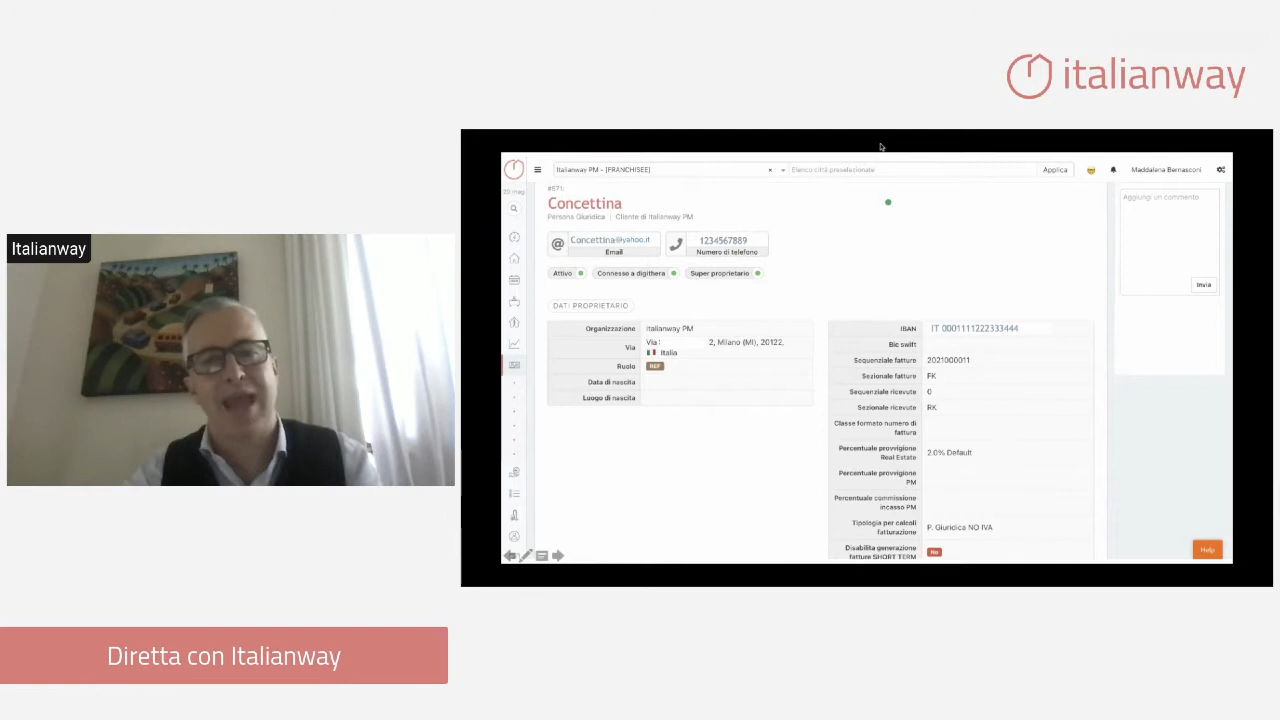 italianway
Italianway
Diretta con Italianway
Italianway PM - [FRANCHISEE]
Elenco città preselezionate
Applica
Maddalena Bernasconi
#571:
Concettina
Persona Giuridica | Cliente di Italianway PM
Concettina@yahoo.it
Email
1234567889
Numero di telefono
Attivo
Connesso a digithera
Super proprietario
DATI PROPRIETARIO
Organizzazione Italianway PM
Via Via 2, Milano (MI), 20122,
Italia
Ruolo REF
Data di nascita
Luogo di nascita
IBAN IT 0001111222333444
Bic swift
Sequenziale fatture 2021000011
Sezionale fatture FK
Sequenziale ricevute 0
Sezionale ricevute RK
Classe formato numero di
fattura
Percentuale provvigione
Real Estate 2.0% Default
Percentuale provvigione
PM
Percentuale commissione
incasso PM
Tipologia per calcoli
fatturazione P. Giuridica NO IVA
Disabilita generazione
fatture SHORT TERM No
Aggiungi un commento
Invia
Help